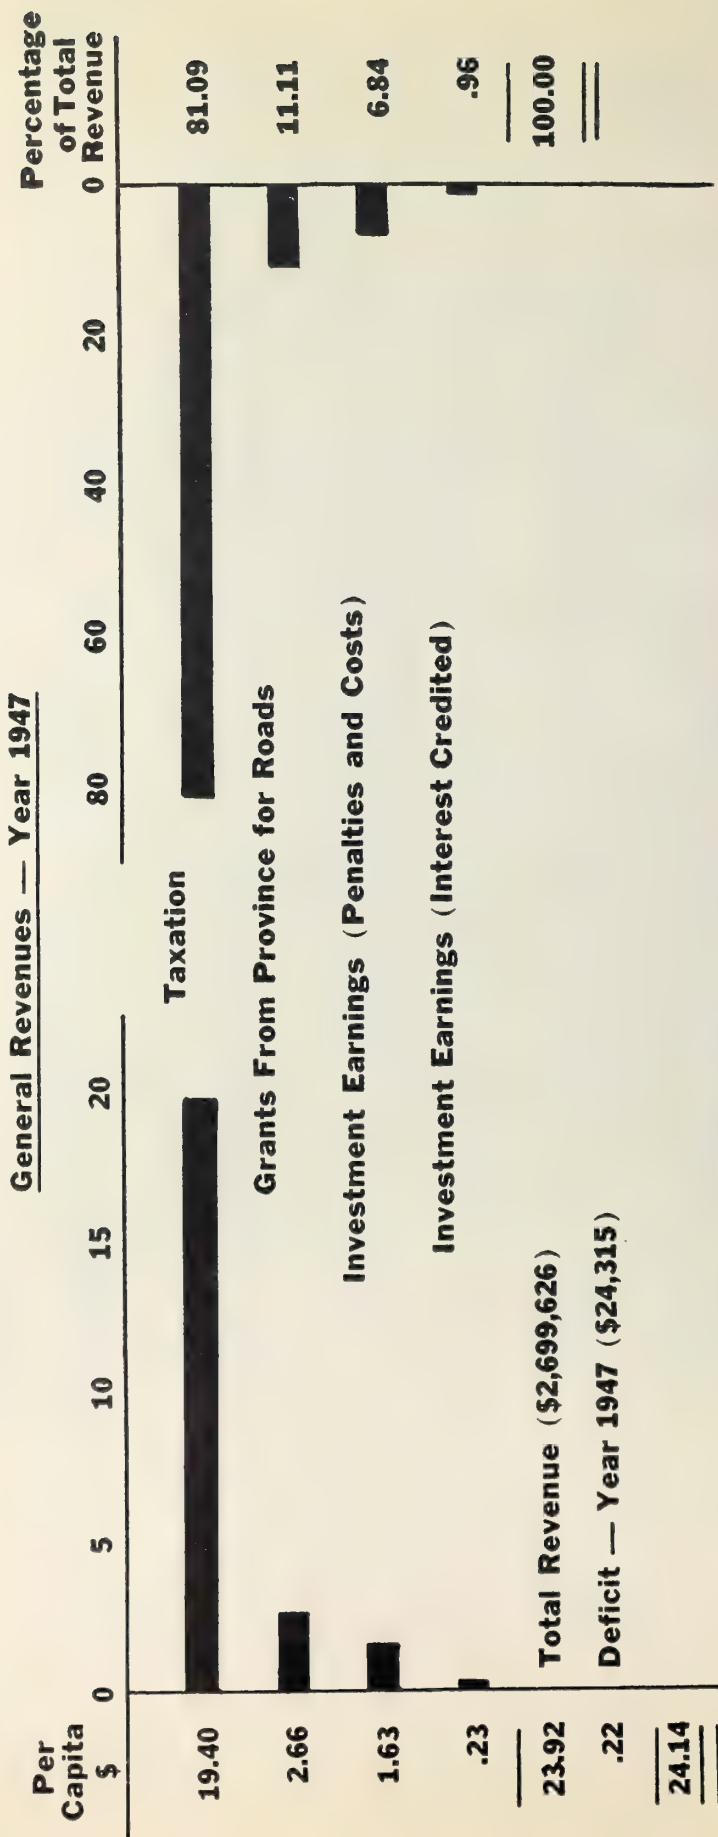 General Revenues — Year 1947
Per
Capita
$
0 5 10 15 20
80 60 40 20 0
Percentage
of Total
Revenue
19.40 Taxation 81.09
2.66 Grants From Province for Roads 11.11
1.63 Investment Earnings (Penalties and Costs) 6.84
.23 Investment Earnings (Interest Credited) .96
23.92 Total Revenue ($2,699,626) 100.00
.22 Deficit — Year 1947 ($24,315)
24.14